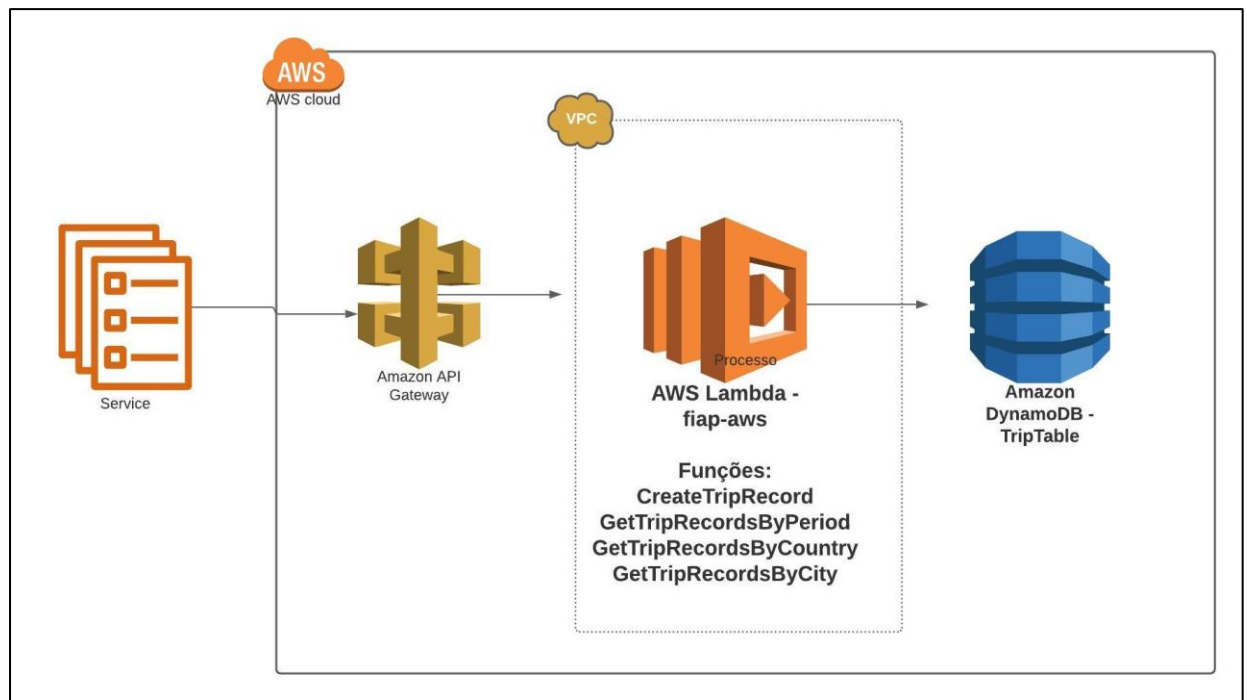 AWS
AWS cloud
VPC
Service
Amazon API
Gateway
Processo
AWS Lambda -
fiap-aws
Funções:
CreateTripRecord
GetTripRecordsByPeriod
GetTripRecordsByCountry
GetTripRecordsByCity
Amazon
DynamoDB -
TripTable